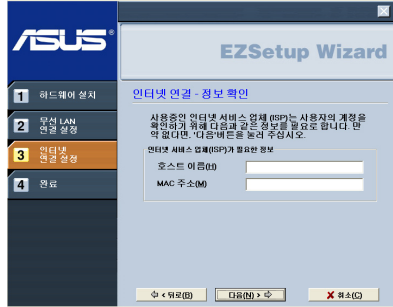 ASUS®
EZSetup Wizard
1 하드웨어 설치
2 무선 LAN
연결 설정
3 인터넷
연결 설정
4 완료
인터넷 연결 - 정보 확인
사용중인 인터넷 서비스 업체(ISP)는 사용자의 계정을
확인하기 위해 다음과 같은 정보를 필요로 합니다. 만
약 없다면, '다음'버튼을 눌러 주십시오.
인터넷 서비스 업체(ISP)가 필요한 정보
호스트 이름(H)
MAC 주소(M)
< 뒤로(B)
다음(N) >
취소(C)